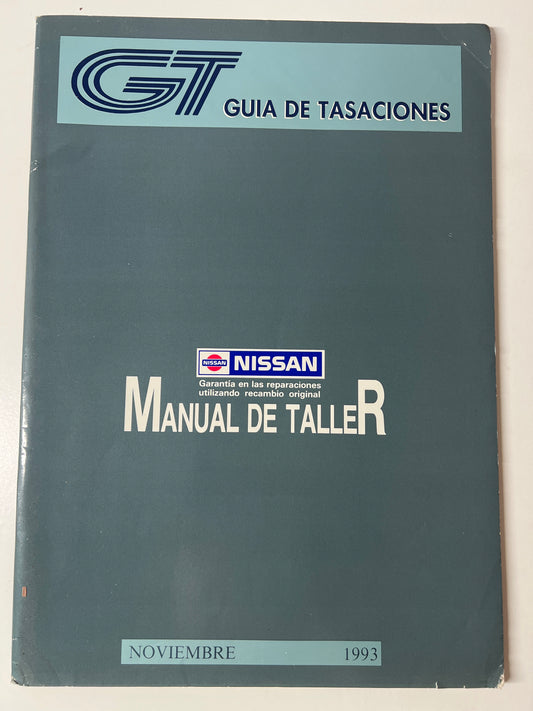 GT GUIA DE TASACIONES
NISSAN NISSAN
Garantía en las reparaciones
utilizando recambio original
MANUAL DE TALLER
NOVIEMBRE 1993